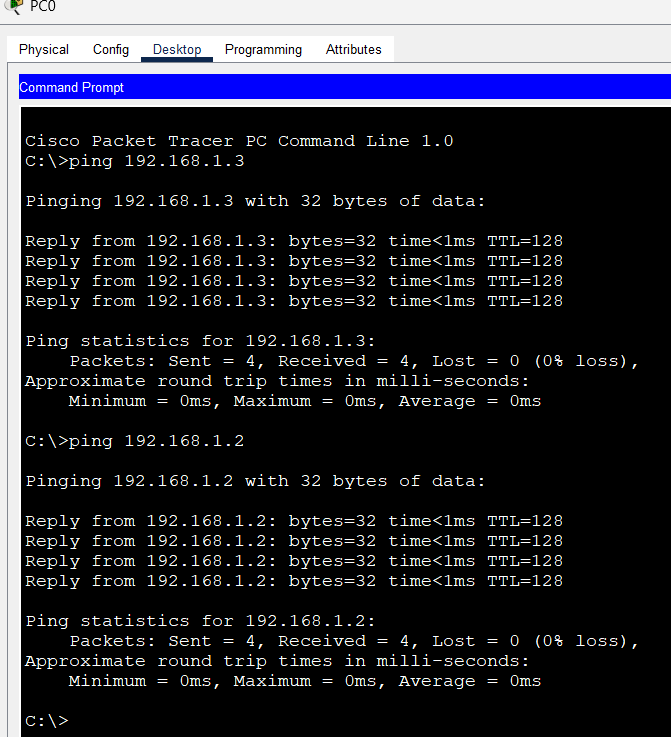 PC0
Physical Config Desktop Programming Attributes
Command Prompt
Cisco Packet Tracer PC Command Line 1.0
C:\>ping 192.168.1.3
Pinging 192.168.1.3 with 32 bytes of data:
Reply from 192.168.1.3: bytes=32 time<1ms TTL=128
Reply from 192.168.1.3: bytes=32 time<1ms TTL=128
Reply from 192.168.1.3: bytes=32 time<1ms TTL=128
Reply from 192.168.1.3: bytes=32 time<1ms TTL=128
Ping statistics for 192.168.1.3:
Packets: Sent = 4, Received = 4, Lost = 0 (0% loss),
Approximate round trip times in milli-seconds:
Minimum = 0ms, Maximum = 0ms, Average = 0ms
C:\>ping 192.168.1.2
Pinging 192.168.1.2 with 32 bytes of data:
Reply from 192.168.1.2: bytes=32 time<1ms TTL=128
Reply from 192.168.1.2: bytes=32 time<1ms TTL=128
Reply from 192.168.1.2: bytes=32 time<1ms TTL=128
Reply from 192.168.1.2: bytes=32 time<1ms TTL=128
Ping statistics for 192.168.1.2:
Packets: Sent = 4, Received = 4, Lost = 0 (0% loss),
Approximate round trip times in milli-seconds:
Minimum = 0ms, Maximum = 0ms, Average = 0ms
C:\>